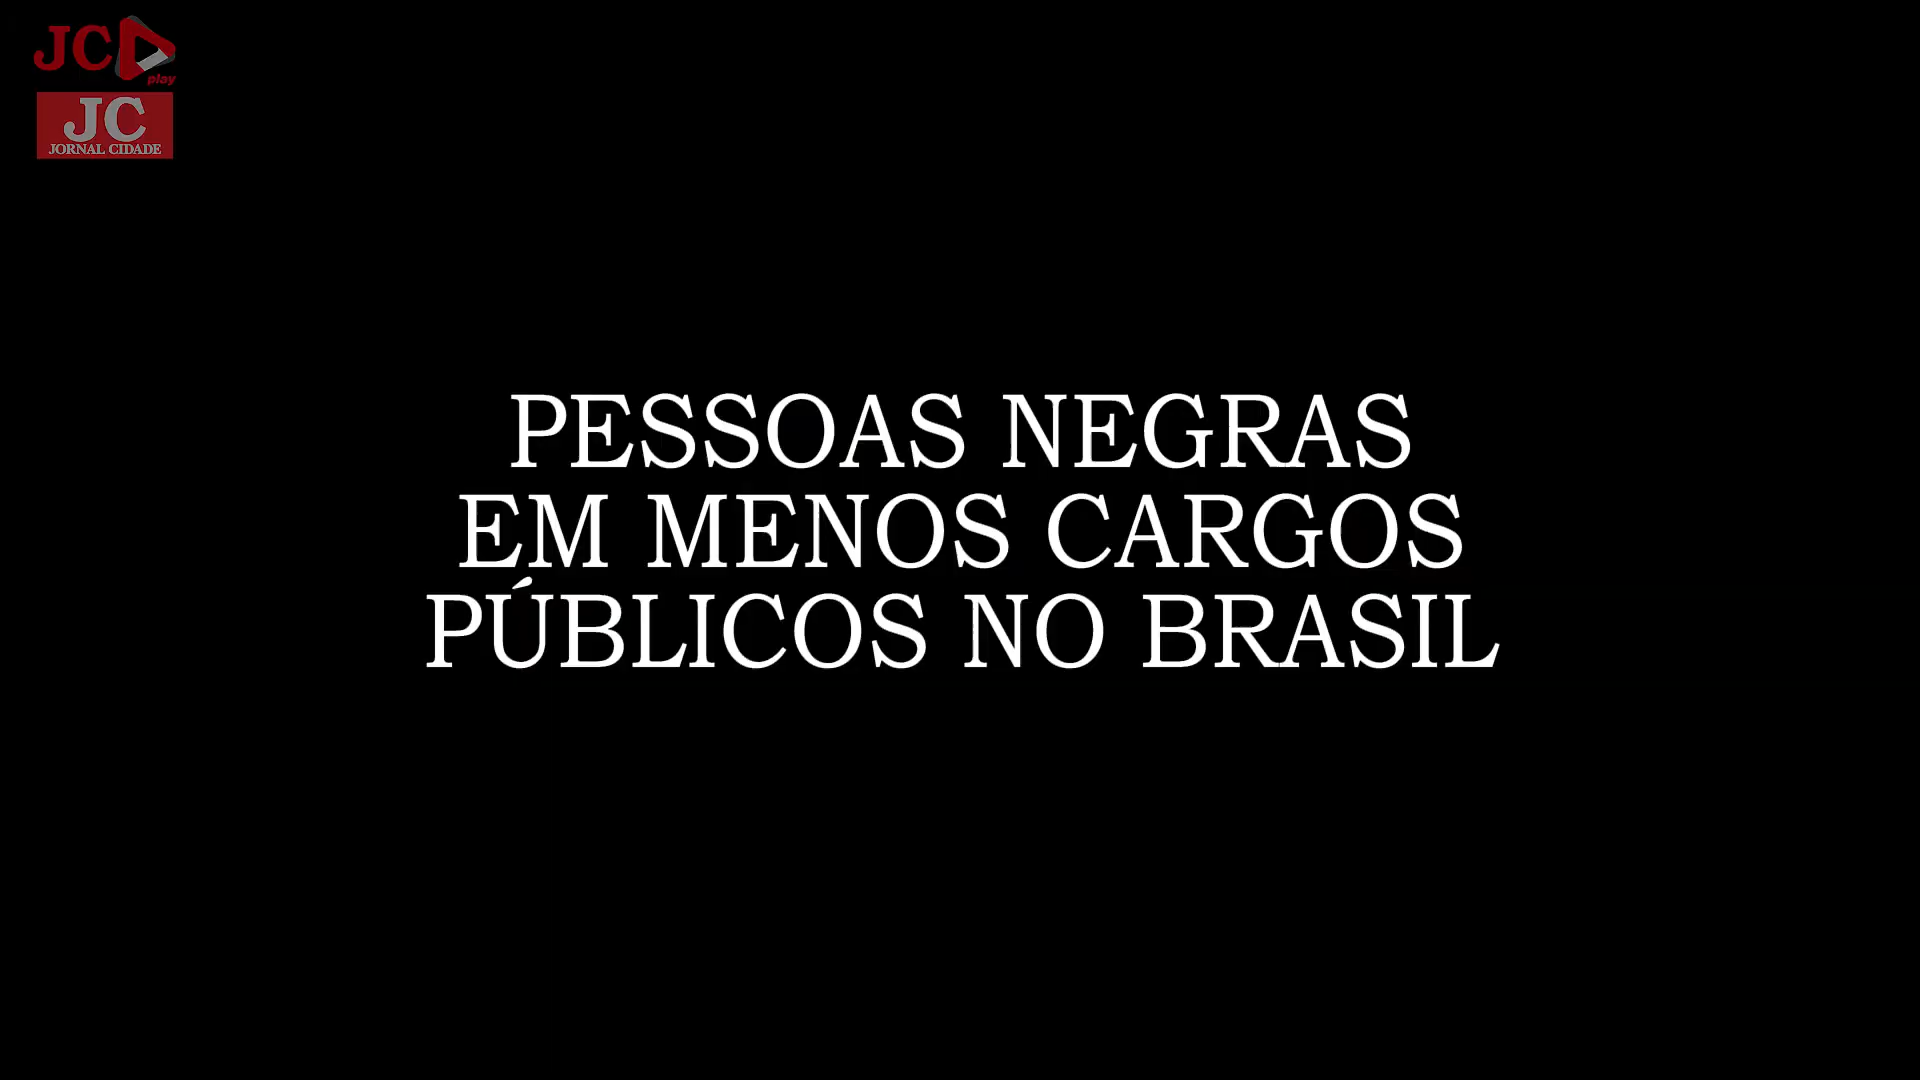 JC
play
JC
JORNAL CIDADE
PESSOAS NEGRAS
EM MENOS CARGOS
PÚBLICOS NO BRASIL